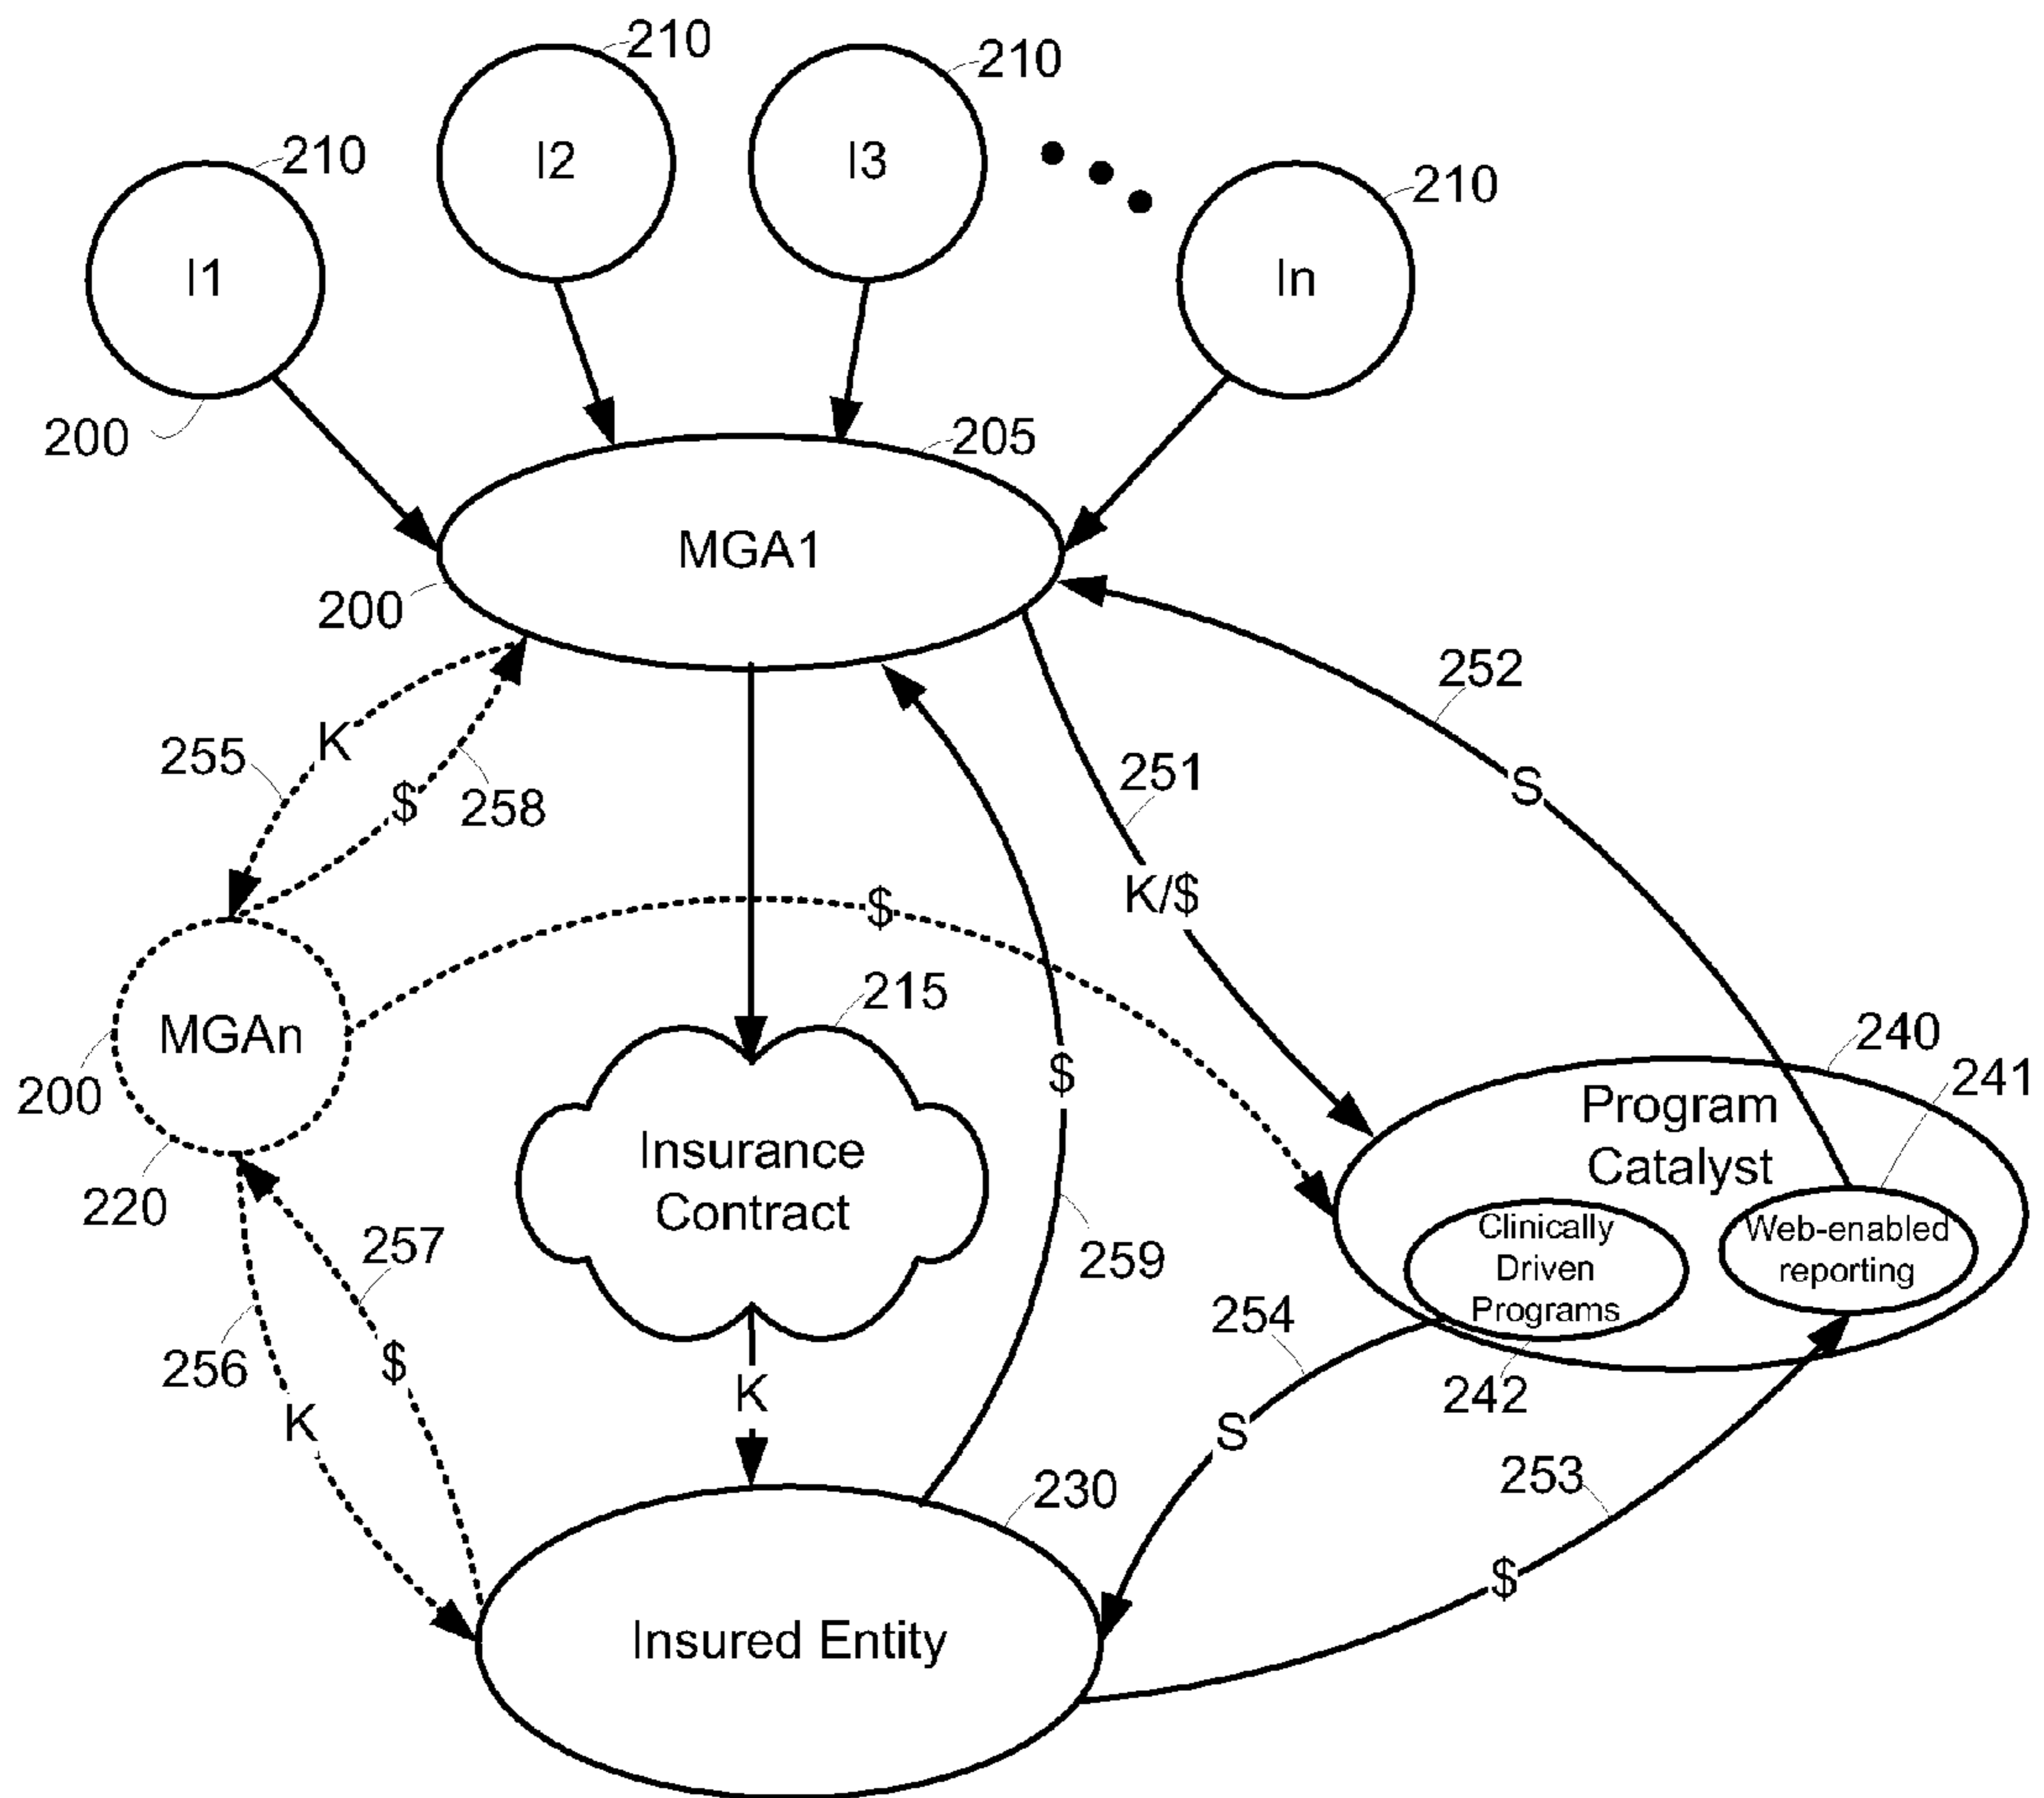 210
210
210
210
I1
I2
I3
In
200
205
MGA1
200
252
251
255
K
$
258
S
K/$
$
215
MGAn
200
220
$
240
241
Program
Catalyst
Insurance
Contract
Clinically
Driven
Programs
Web-enabled
reporting
257
259
254
256
$
242
K
K
S
253
230
$
Insured Entity